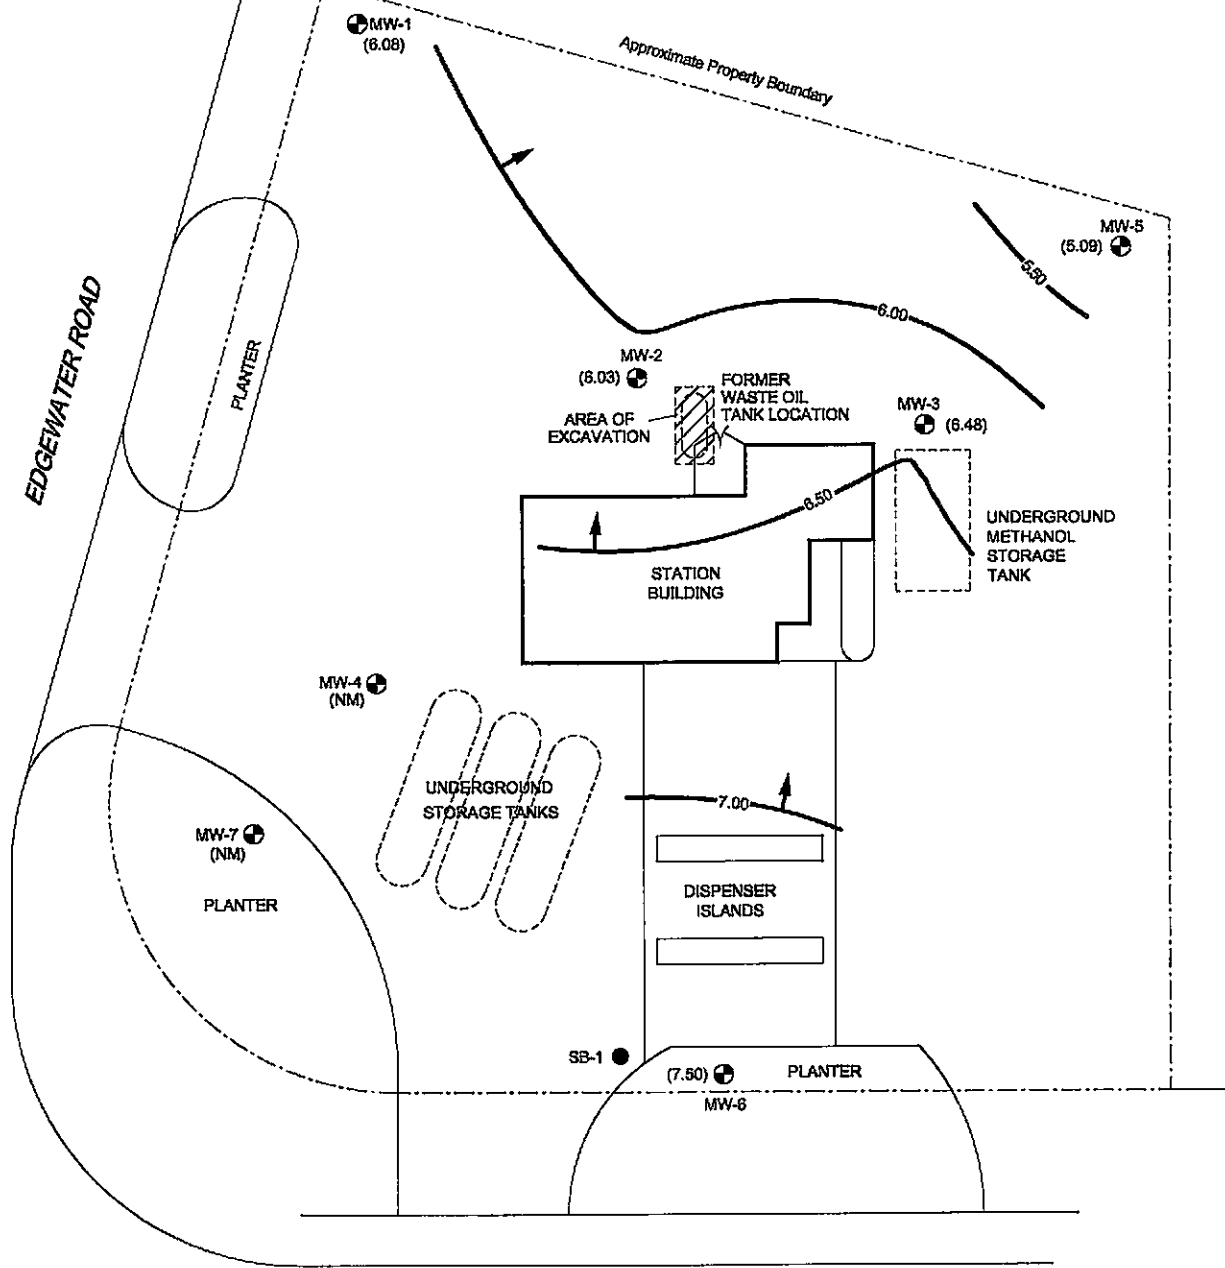 MW-1
(6.08)
Approximate Property Boundary
MW-5
(5.09)
5.50
6.00
EDGEWATER ROAD
PLANTER
MW-2
(6.03)
FORMER
WASTE OIL
TANK LOCATION
AREA OF
EXCAVATION
MW-3
(6.48)
6.50
UNDERGROUND
METHANOL
STORAGE
TANK
STATION
BUILDING
MW-4
(NM)
UNDERGROUND
STORAGE TANKS
7.00
MW-7
(NM)
PLANTER
DISPENSER
ISLANDS
SB-1
(7.50)
PLANTER
MW-6